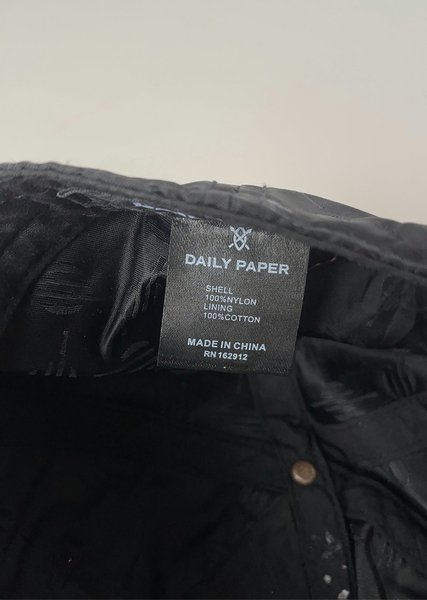 DAILY PAPER
SHELL
100%NYLON
LINING
100%COTTON
MADE IN CHINA
RN 162912